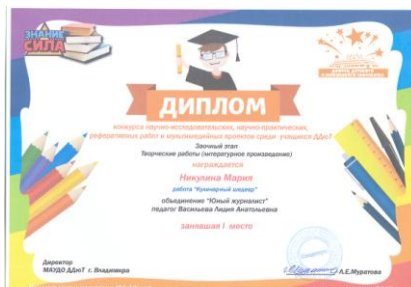 ЗНАНИЕ
СИЛА
ДИПЛОМ
конкурса научно-исследовательских, научно-практических,
реферативных работ и мультимедийных проектов среди учащихся ДДюТ
Заочный этап
Творческие работы (литературное произведение)
награждается
Никулина Мария
работа "Кулинарный шедевр"
объединение "Юный журналист"
педагог Васильева Лидия Анатольевна
занявшая 1 место
Директор
МАУДО ДДюТ г. Владимира
Л.Е.Муратова